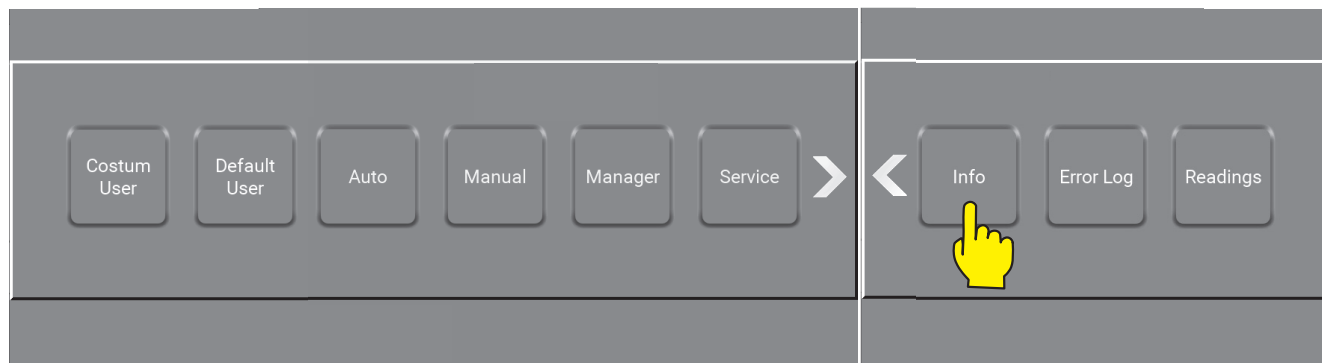 Costum
User
Default
User
Auto
Manual
Manager
Service
Info
Error Log
Readings